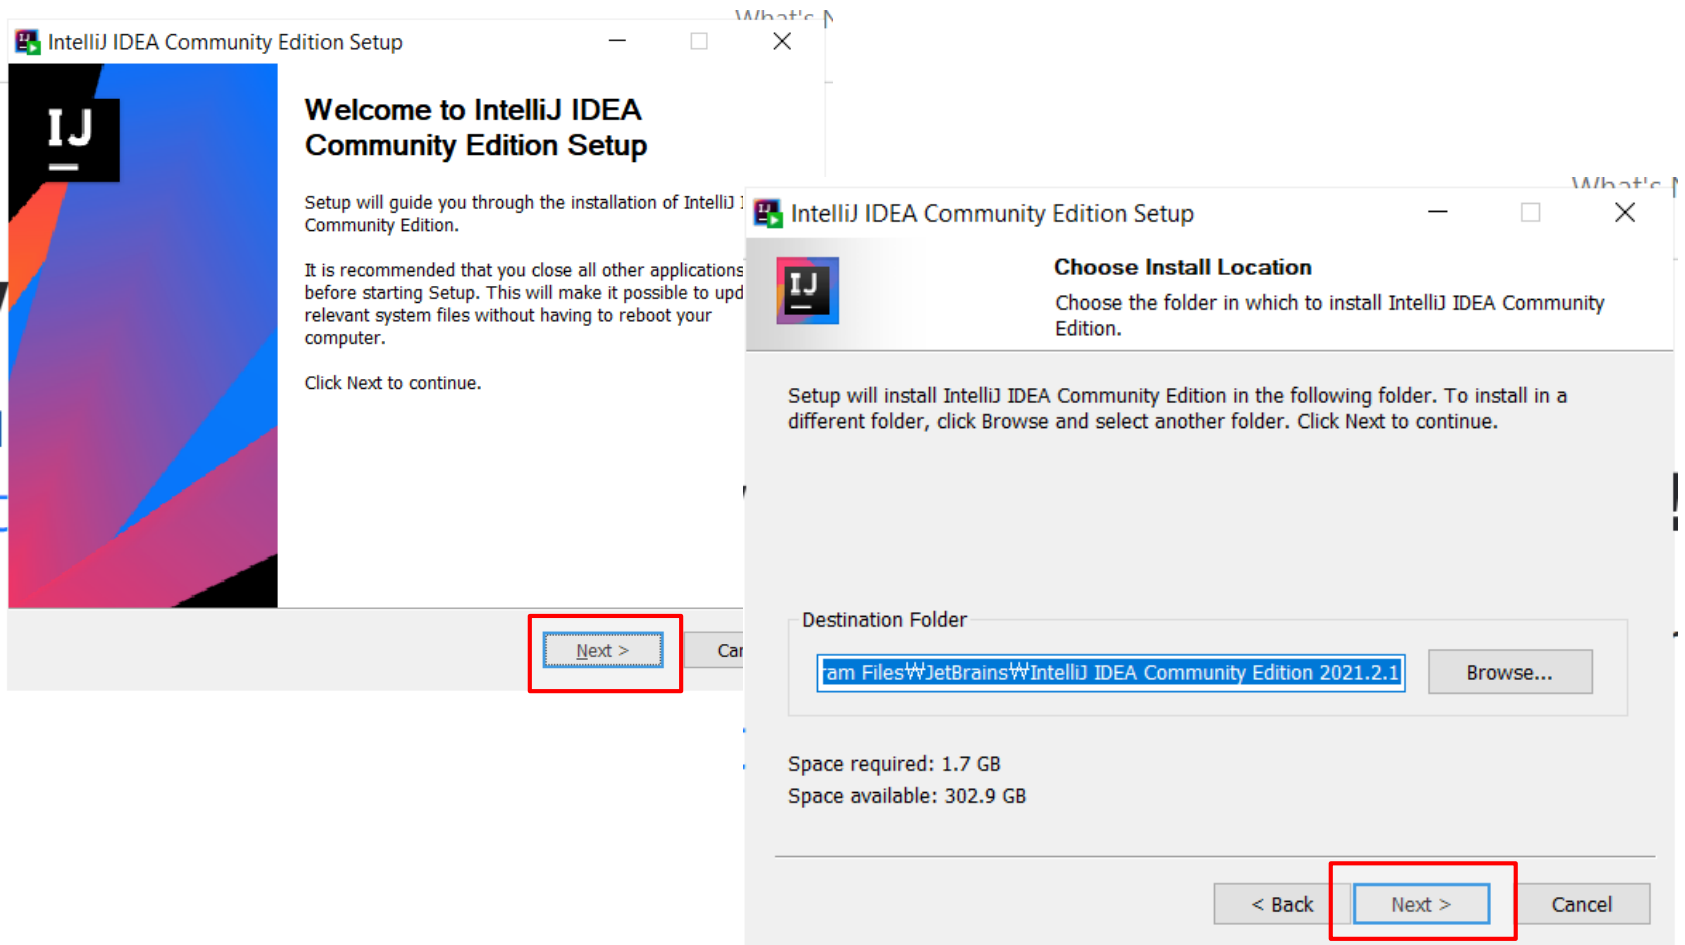 IntelliJ IDEA Community Edition Setup
IJ
Welcome to IntelliJ IDEA
Community Edition Setup
Setup will guide you through the installation of IntelliJ
Community Edition.
It is recommended that you close all other applications
before starting Setup. This will make it possible to upd
relevant system files without having to reboot your
computer.
Click Next to continue.
Next >
Car
What's N
IntelliJ IDEA Community Edition Setup
IJ
Choose Install Location
Choose the folder in which to install IntelliJ IDEA Community
Edition.
Setup will install IntelliJ IDEA Community Edition in the following folder. To install in a
different folder, click Browse and select another folder. Click Next to continue.
Destination Folder
ram Files₩JetBrains₩IntelliJ IDEA Community Edition 2021.2.1
Browse...
Space required: 1.7 GB
Space available: 302.9 GB
< Back
Next >
Cancel